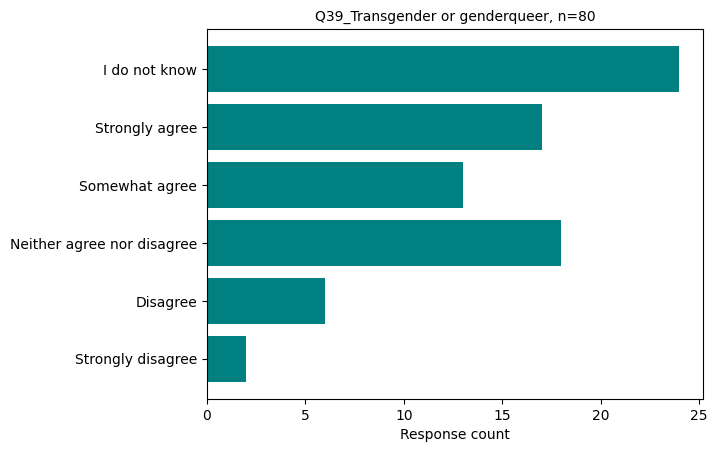 Q39_Transgender or genderqueer, n=80
I do not know
Strongly agree
Somewhat agree
Neither agree nor disagree
Disagree
Strongly disagree
0 5 10 15 20 25
Response count